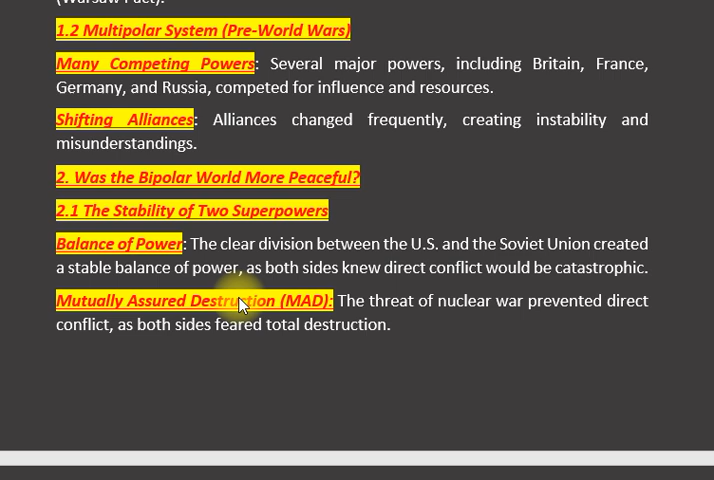 (Warsaw Pact).
1.2 Multipolar System (Pre-World Wars)
Many Competing Powers: Several major powers, including Britain, France,
Germany, and Russia, competed for influence and resources.
Shifting Alliances: Alliances changed frequently, creating instability and
misunderstandings.
2. Was the Bipolar World More Peaceful?
2.1 The Stability of Two Superpowers
Balance of Power: The clear division between the U.S. and the Soviet Union created
a stable balance of power, as both sides knew direct conflict would be catastrophic.
Mutually Assured Destruction (MAD): The threat of nuclear war prevented direct
conflict, as both sides feared total destruction.